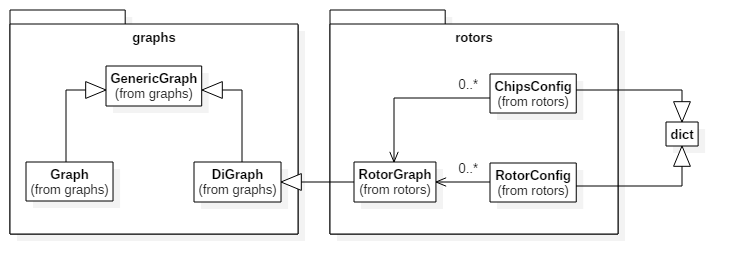 graphs
rotors
GenericGraph
(from graphs)
0..*
ChipsConfig
(from rotors)
dict
Graph
(from graphs)
DiGraph
(from graphs)
RotorGraph
(from rotors)
0..*
RotorConfig
(from rotors)